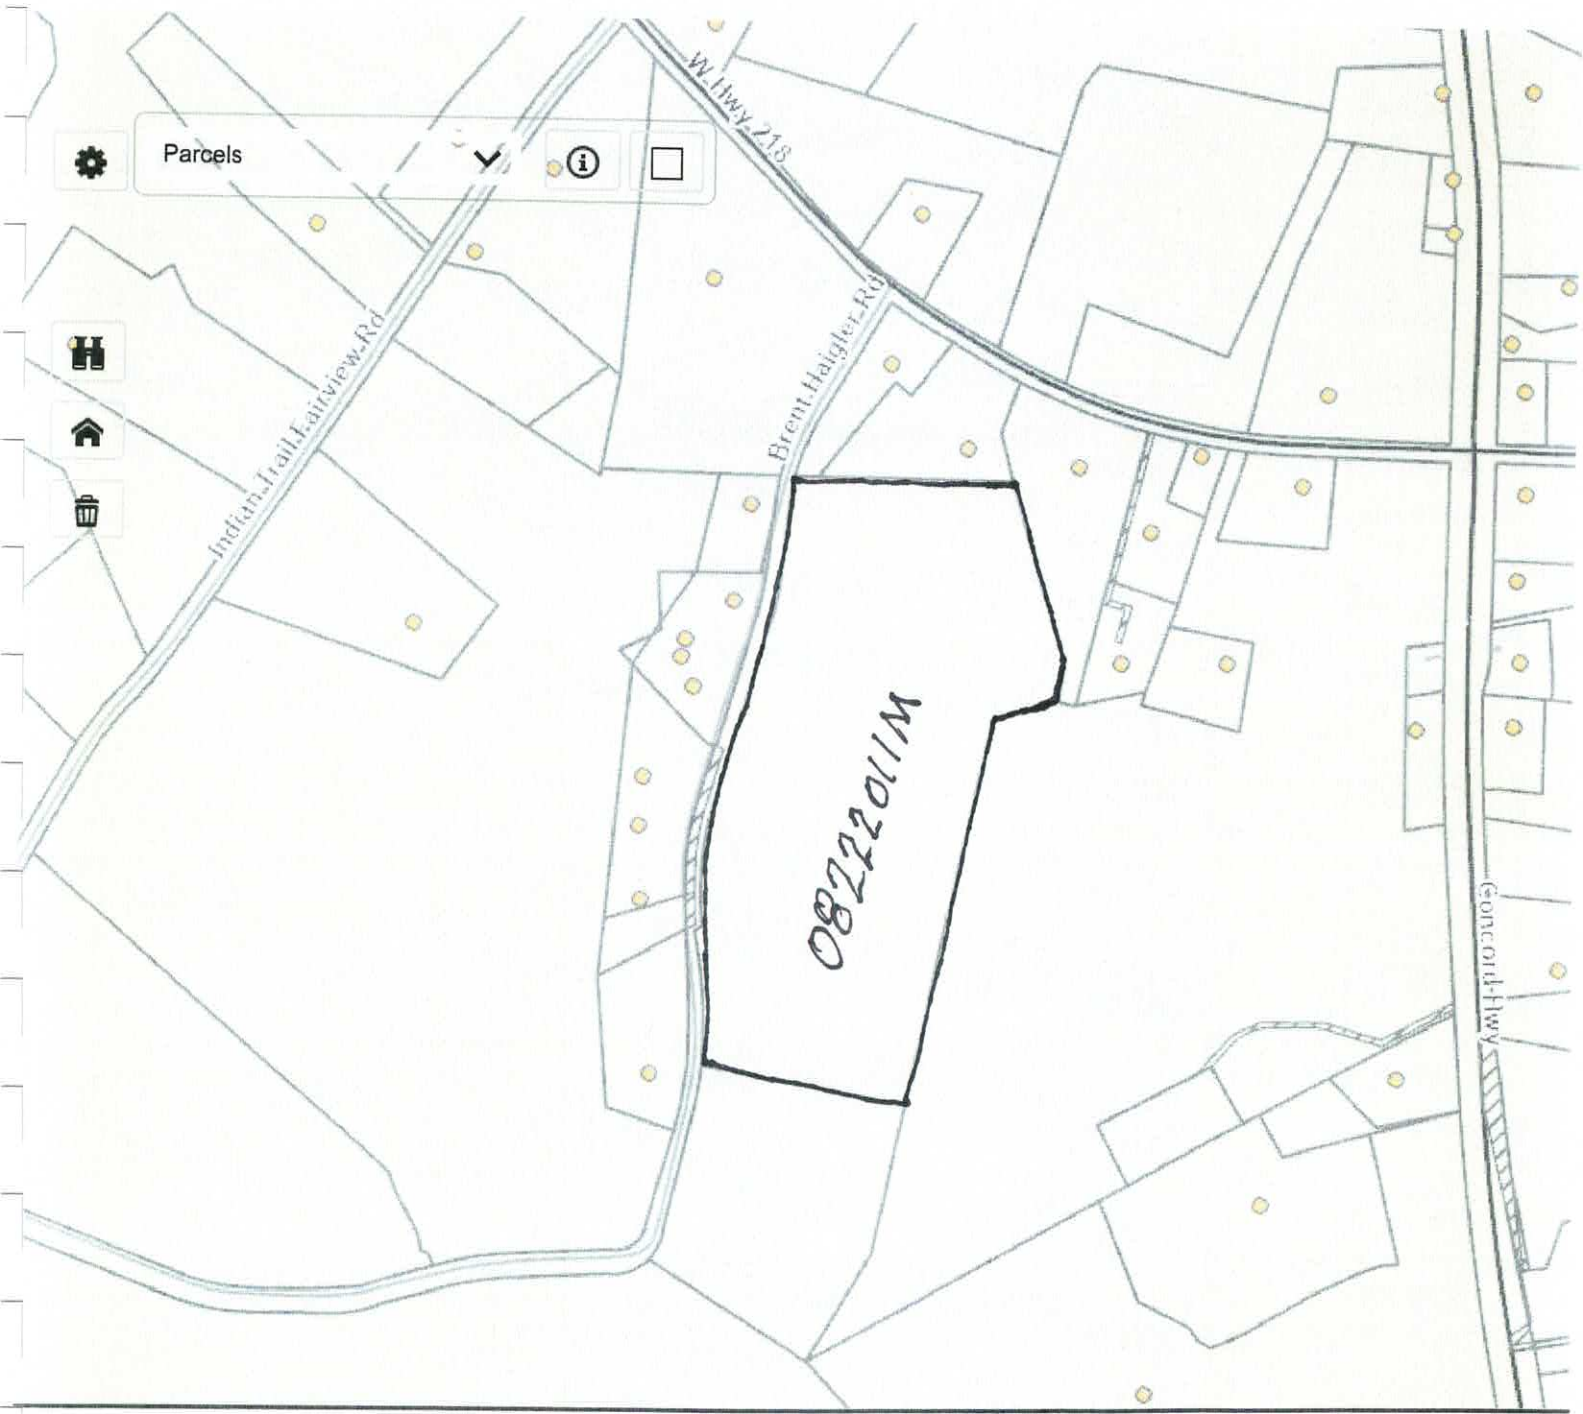 W Hwy 218
Parcels
Brent Haigler Rd
Indian Trail Fairview Rd
08222011M
Concord Hwy